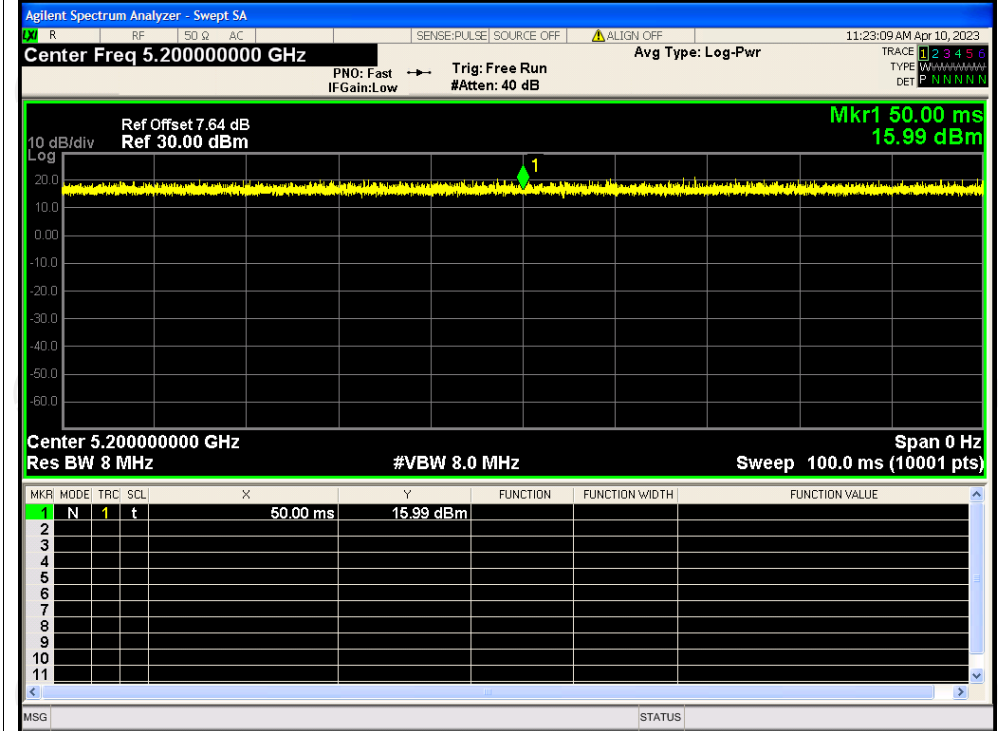 Agilent Spectrum Analyzer - Swept SA
LXI R RF 50 Ω AC SENSE:PULSE SOURCE OFF ALIGN OFF 11:23:09 AM Apr 10, 2023
Center Freq 5.200000000 GHz
PNO: Fast
IFGain:Low
Trig: Free Run
#Atten: 40 dB
Avg Type: Log-Pwr
TRACE 1 2 3 4 5 6
TYPE WWWWWW
DET P N N N N N
Mkr1 50.00 ms
15.99 dBm
Ref Offset 7.64 dB
10 dB/div Ref 30.00 dBm
Log
1
20.0
10.0
0.00
-10.0
-20.0
-30.0
-40.0
-50.0
-60.0
Center 5.200000000 GHz Span 0 Hz
Res BW 8 MHz #VBW 8.0 MHz Sweep 100.0 ms (10001 pts)
MKR MODE TRC SCL X Y FUNCTION FUNCTION WIDTH FUNCTION VALUE
1 N 1 t 50.00 ms 15.99 dBm
2
3
4
5
6
7
8
9
10
11
MSG STATUS